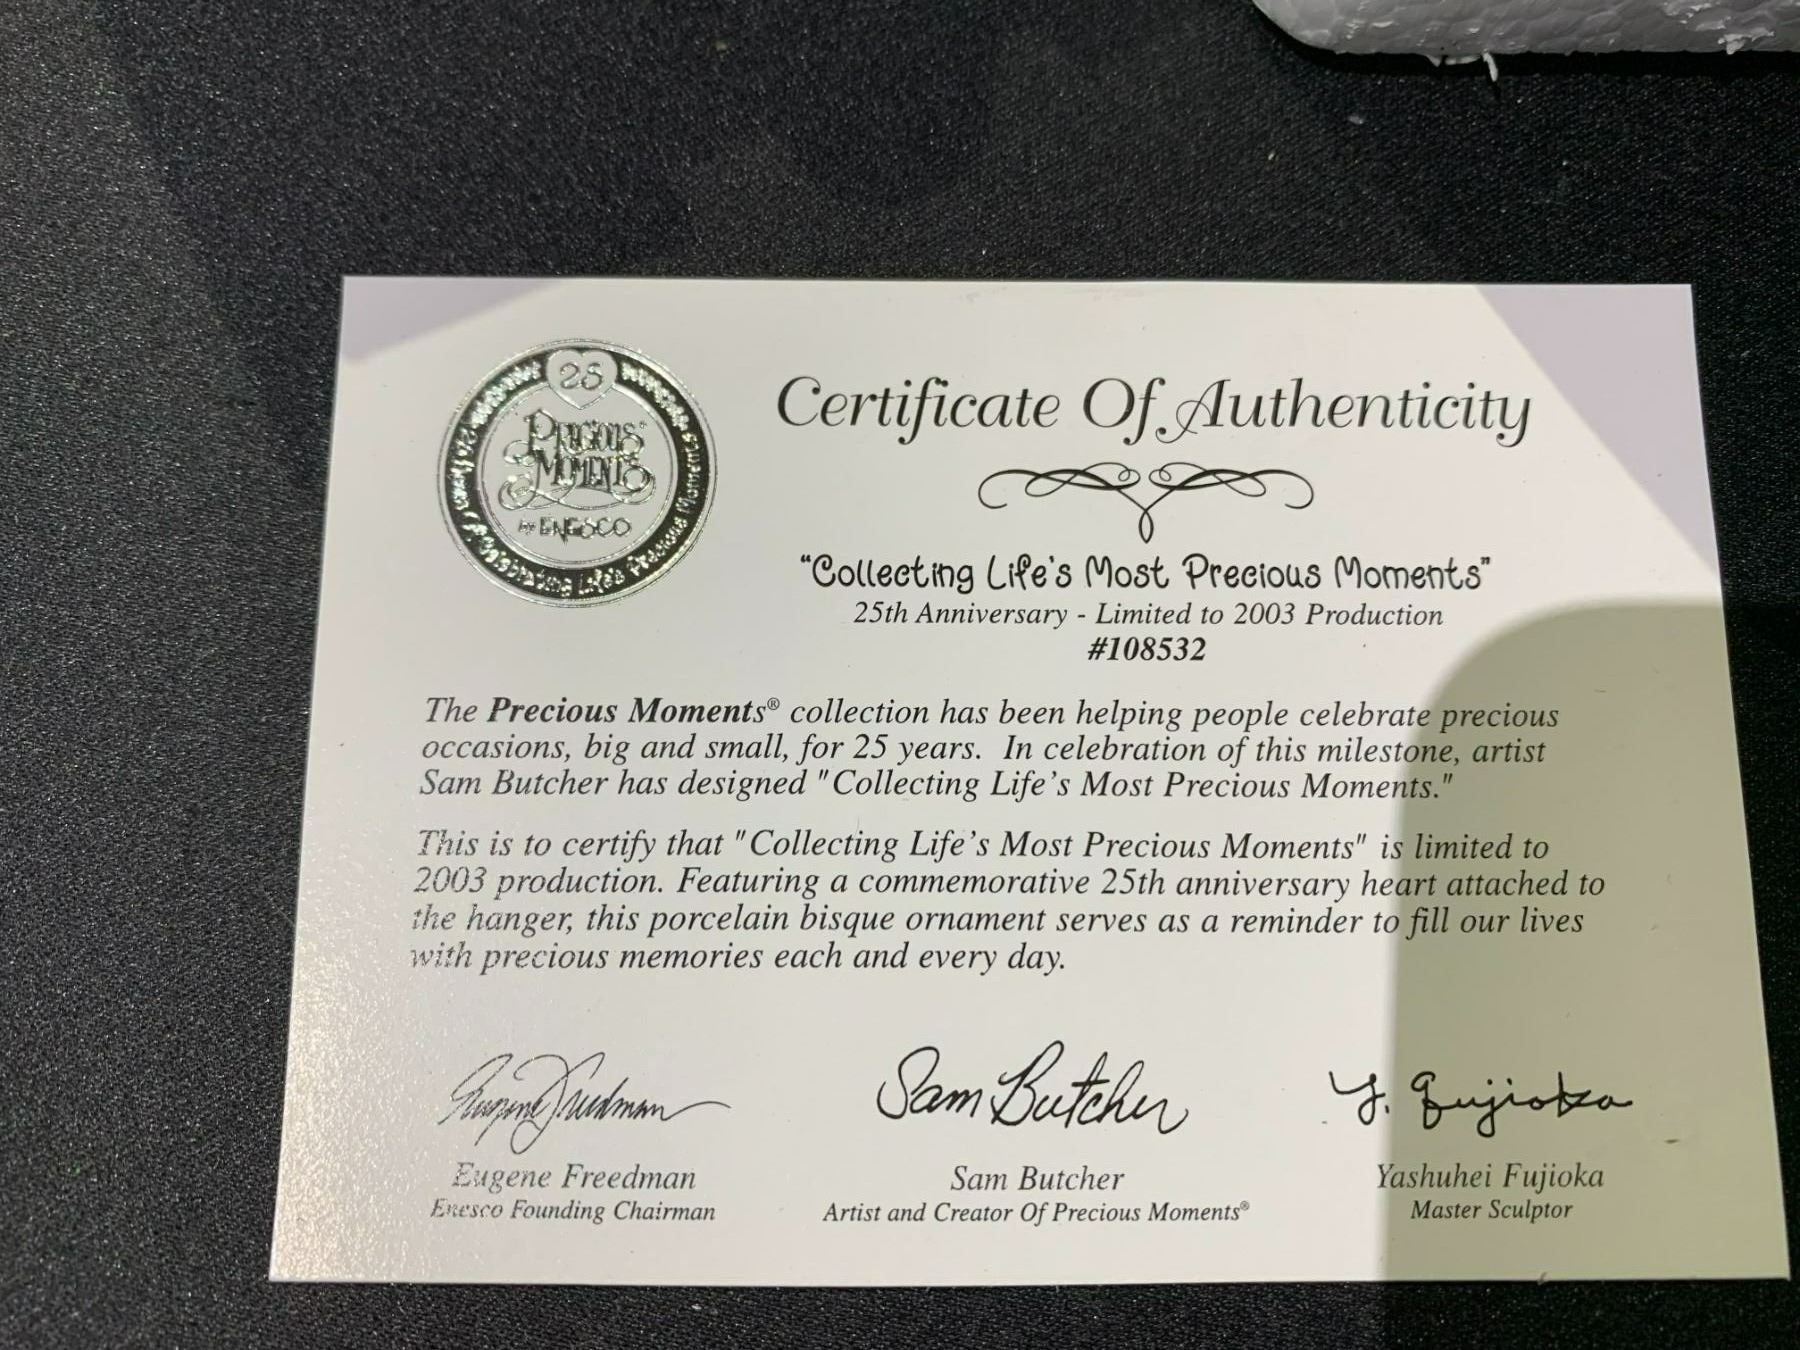 25
PRECIOUS
MOMENTS
by ENESCO
Celebrating Life's Precious Moments
Certificate Of Authenticity
"Collecting Life's Most Precious Moments"
25th Anniversary - Limited to 2003 Production
#108532
The Precious Moments® collection has been helping people celebrate precious
occasions, big and small, for 25 years. In celebration of this milestone, artist
Sam Butcher has designed "Collecting Life's Most Precious Moments."
This is to certify that "Collecting Life's Most Precious Moments" is limited to
2003 production. Featuring a commemorative 25th anniversary heart attached to
the hanger, this porcelain bisque ornament serves as a reminder to fill our lives
with precious memories each and every day.
Eugene Freedman Sam Butcher Y. Fujioka
Eugene Freedman Sam Butcher Yashuhei Fujioka
Enesco Founding Chairman Artist and Creator Of Precious Moments® Master Sculptor